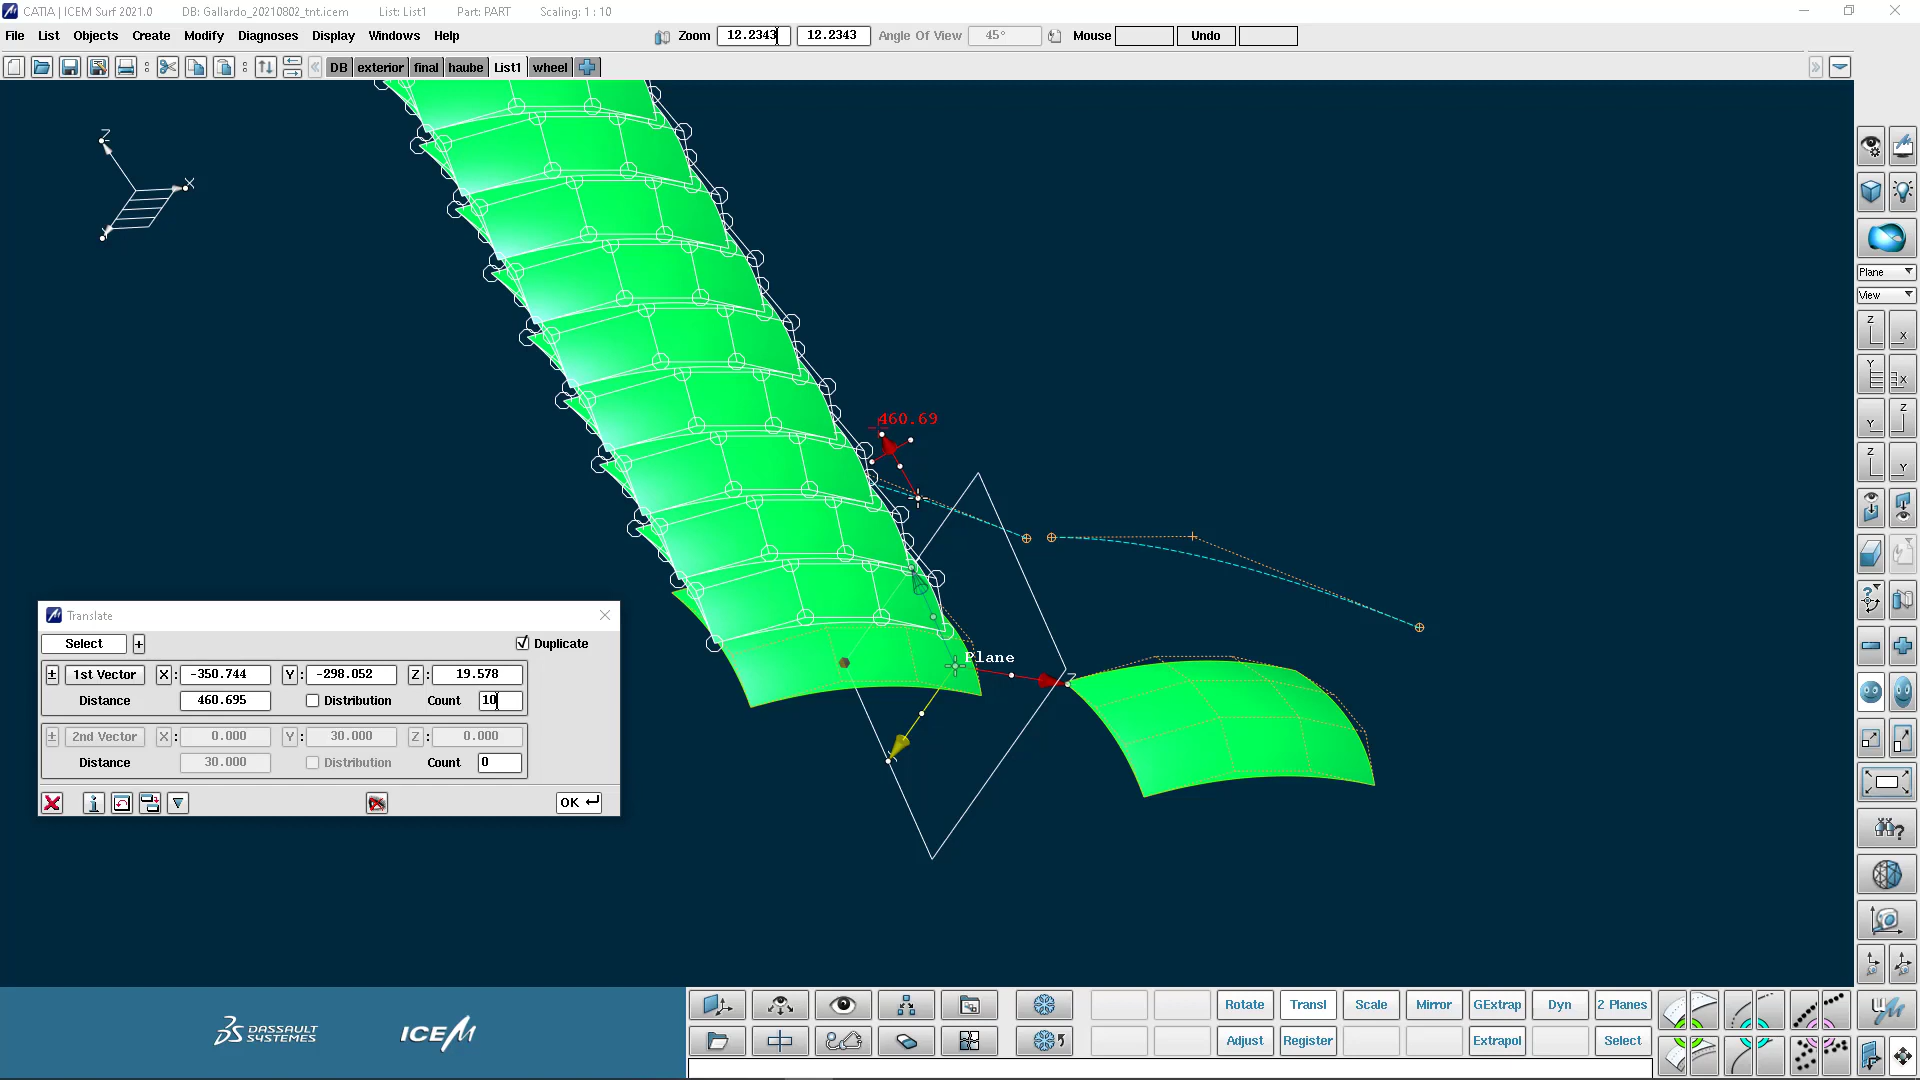 CATIA | ICEM Surf 2021.0 DB: Gallardo_20210802_tnt.icem List: List1 Part: PART Scaling: 1 : 10
File List Objects Create Modify Diagnoses Display Windows Help Zoom 12.2343 12.2343 Angle Of View 45° Mouse Undo
DB exterior final haube List1 wheel
Z
X
Plane
View
Z
X
Y
X
Y
Z
Z
Y
460.69
Plane
Z
Translate
Select + Duplicate
± 1st Vector X: -350.744 Y: -298.052 Z: 19.578
Distance 460.695 Distribution Count 10
± 2nd Vector X: 0.000 Y: 30.000 Z: 0.000
Distance 30.000 Distribution Count 0
OK
DASSAULT SYSTEMES ICEM
Rotate Transl Scale Mirror GExtrap Dyn 2 Planes
Adjust Register Extrapol Select